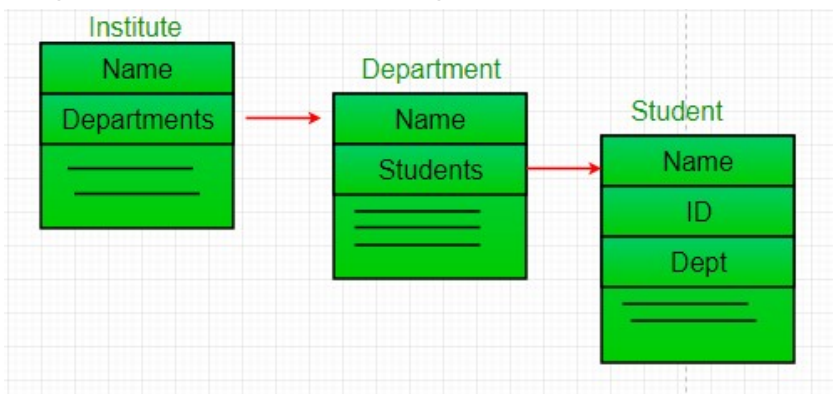 Institute
Name
Departments
Department
Name
Students
Student
Name
ID
Dept